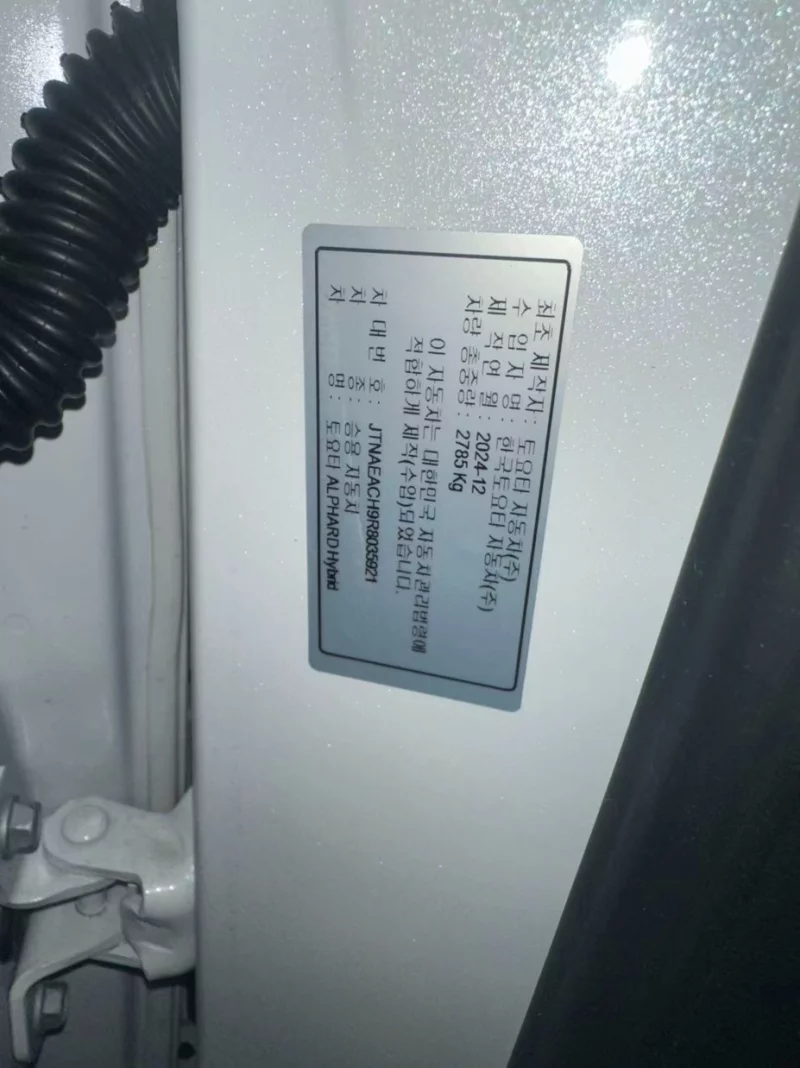 최초 제작자 : 토요타 자동차(주)
수 입 자 명 : 한국토요타 자동차(주)
제 작 연 월 : 2024-12
차량 총중량 : 2785 Kg
이 자동차는 대한민국 자동차관리법령에
적합하게 제작(수입)되었습니다.
차 대 번 호 : JTNAEACH9R8035921
차 종 : 승용 자동차
차 명 : 토요타 ALPHARD Hybrid